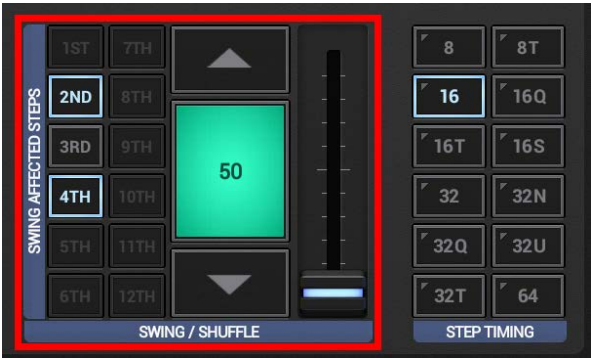 SWING AFFECTED STEPS
1ST 7TH
2ND 8TH
3RD 9TH
4TH 10TH
5TH 11TH
6TH 12TH
50
SWING / SHUFFLE
8 8T
16 16Q
16T 16S
32 32N
32Q 32U
32T 64
STEP TIMING